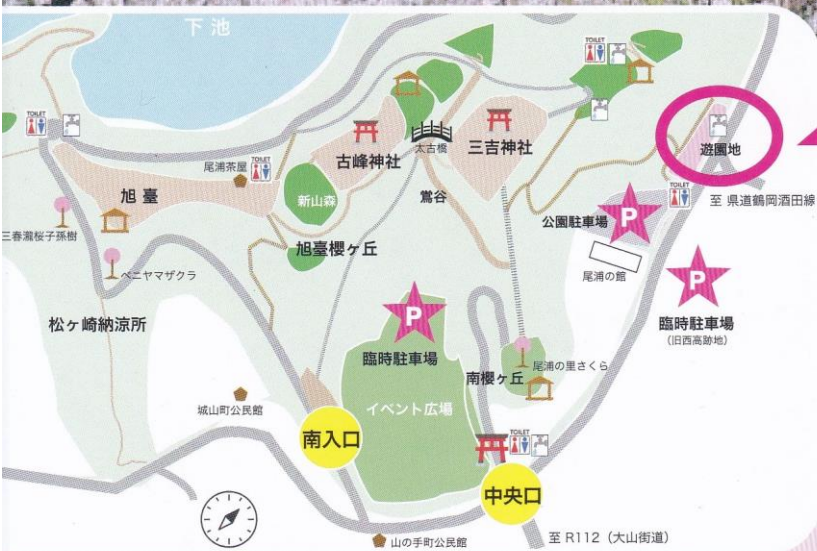 下池
TOILET
TOILET
古峰神社
太古橋
三吉神社
遊園地
尾浦茶屋
TOILET
旭臺
新山森
鶯谷
TOILET
至 県道鶴岡酒田線
公園駐車場
P
三春瀧桜子孫樹
旭臺櫻ヶ丘
尾浦の館
ベニヤマザクラ
P
松ヶ崎納涼所
P
臨時駐車場
(旧西高跡地)
臨時駐車場
尾浦の里さくら
南櫻ヶ丘
城山町公民館
イベント広場
南入口
TOILET
中央口
山の手町公民館
至 R112（大山街道）